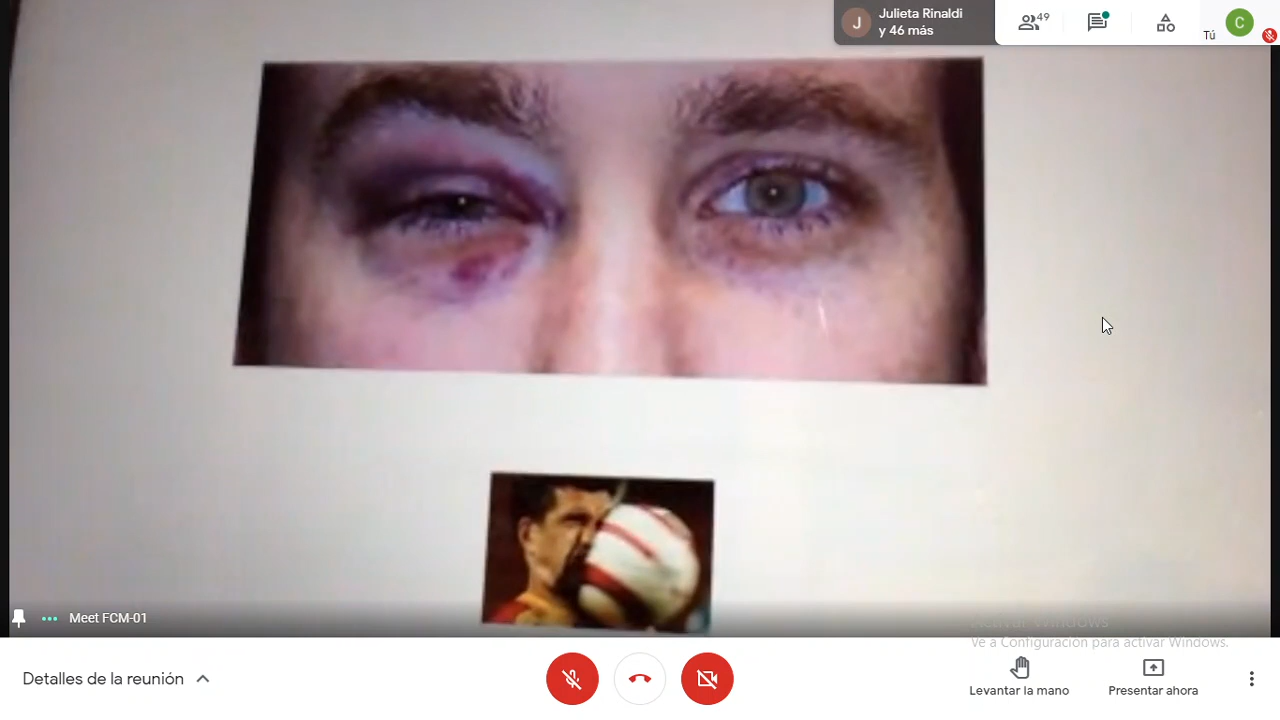 J
Julieta Rinaldi
y 46 más
49
Tú
C
Meet FCM-01
Activar Windows
Ve a Configuración para activar Windows.
Detalles de la reunión
Levantar la mano
Presentar ahora